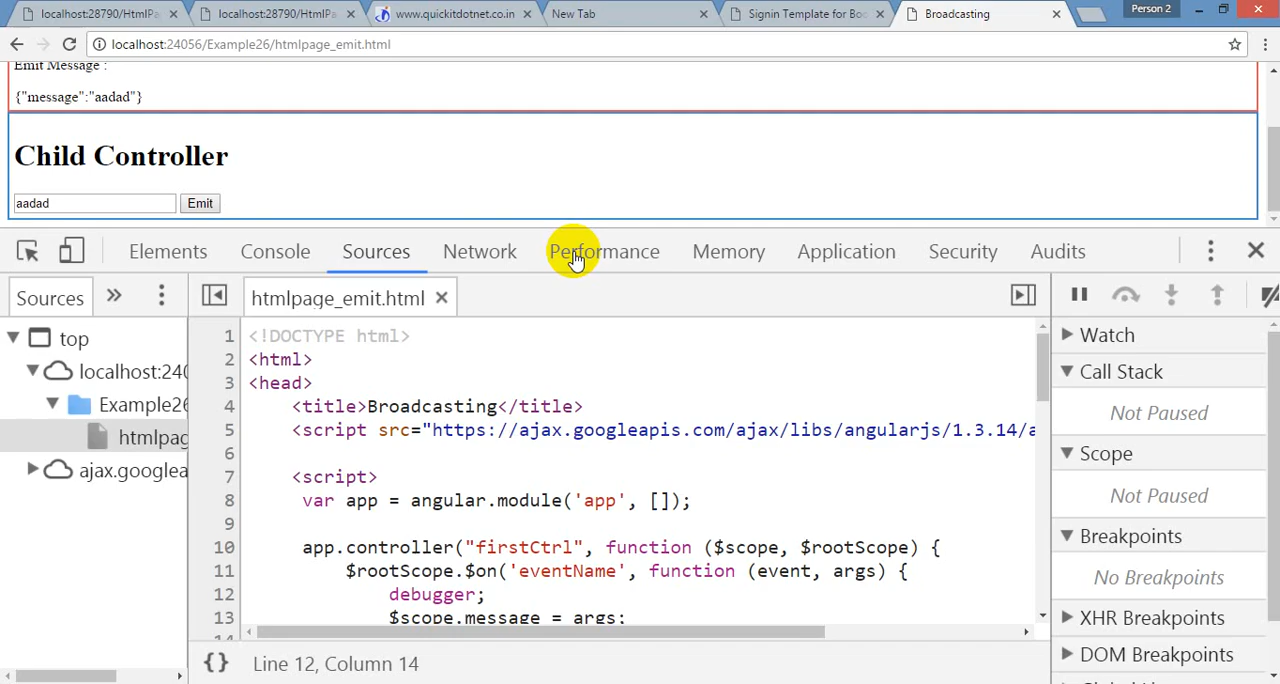 localhost:28790/HtmlPa
localhost:28790/HtmlPa
www.quickitdotnet.co.in
New Tab
Signin Template for Boo
Broadcasting
Person 2
localhost:24056/Example26/htmlpage_emit.html
Emit Message :
{"message":"aadad"}
Child Controller
aadad Emit
Elements Console Sources Network Performance Memory Application Security Audits
Sources » htmlpage_emit.html
top
localhost:240
Example26
htmlpag
ajax.googlea
1 <!DOCTYPE html>
2 <html>
3 <head>
4 <title>Broadcasting</title>
5 <script src="https://ajax.googleapis.com/ajax/libs/angularjs/1.3.14/a
6
7 <script>
8 var app = angular.module('app', []);
9
10 app.controller("firstCtrl", function ($scope, $rootScope) {
11 $rootScope.$on('eventName', function (event, args) {
12 debugger;
13 $scope.message = args;
14
{} Line 12, Column 14
Watch
Call Stack
Not Paused
Scope
Not Paused
Breakpoints
No Breakpoints
XHR Breakpoints
DOM Breakpoints